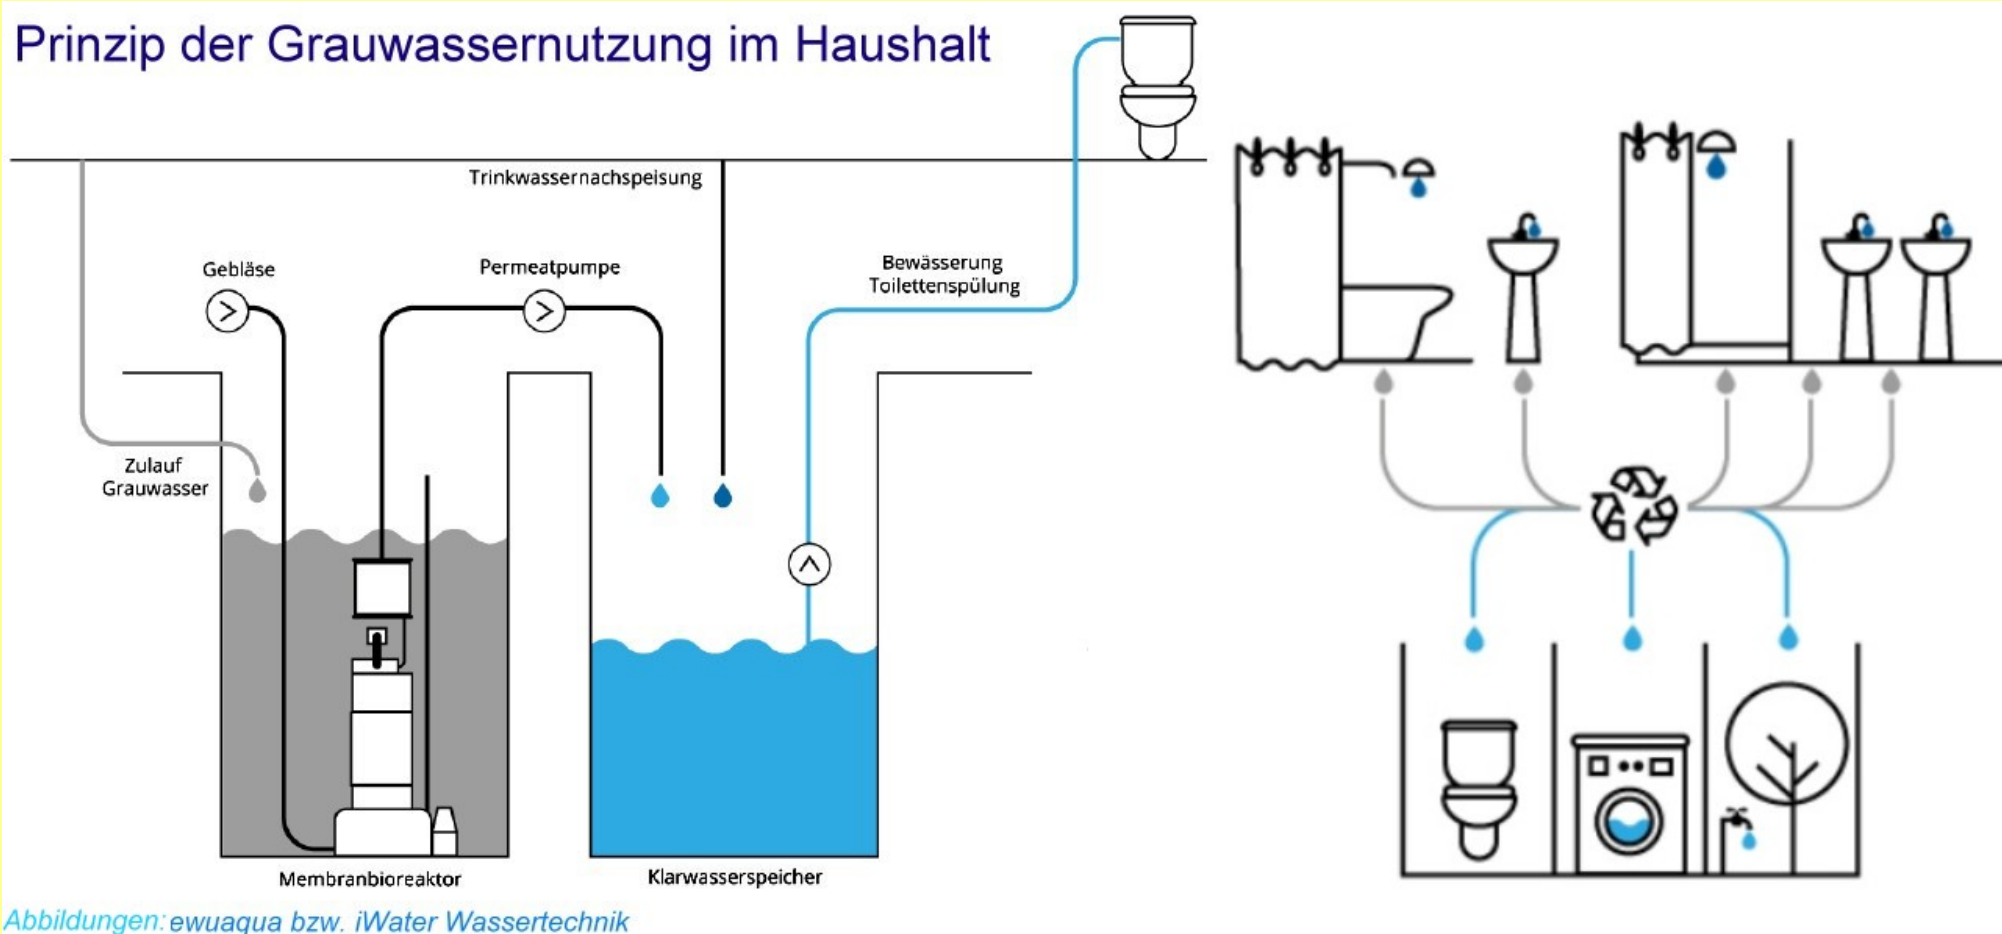 Prinzip der Grauwassernutzung im Haushalt
Trinkwassernachspeisung
Gebläse
Permeatpumpe
Bewässerung
Toilettenspülung
Zulauf
Grauwasser
Membranbioreaktor
Klarwasserspeicher
Abbildungen: ewuaqua bzw. iWater Wassertechnik